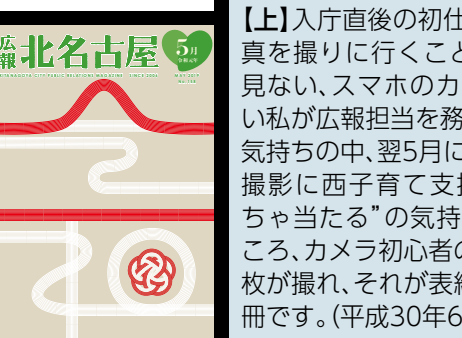 広報北名古屋
5月
令和元年
KITANAGOYA CITY PUBLIC RELATIONS MAGAZINE SINCE 2006
MAY 2019
【上】入庁直後の初仕
真を撮りに行くこと
見ない、スマホのカ
い私が広報担当を務
気持ちの中、翌5月に
撮影に西子育て支
ちゃ当たる”の気持
ころ、カメラ初心者の
枚が撮れ、それが表
冊です。(平成30年6